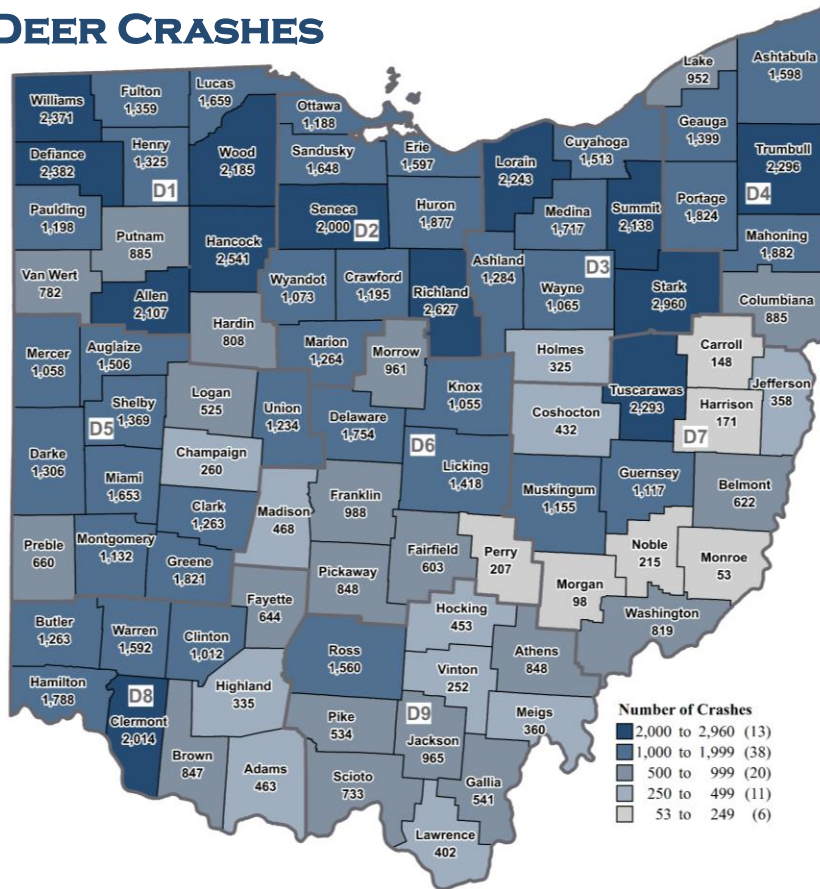 DEER CRASHES
Lake
952
Ashtabula
1,598
Williams
2,371
Fulton
1,359
Lucas
1,659
Ottawa
1,188
Geauga
1,399
Cuyahoga
1,513
Trumbull
2,296
Defiance
2,382
Henry
1,325
D1
Wood
2,185
Sandusky
1,648
Erie
1,597
Lorain
2,243
D4
Paulding
1,198
Putnam
885
Hancock
2,541
Seneca
2,000
D2
Huron
1,877
Medina
1,717
Summit
2,138
Portage
1,824
Mahoning
1,882
Van Wert
782
Allen
2,107
Wyandot
1,073
Crawford
1,195
Richland
2,627
Ashland
1,284
D3
Wayne
1,065
Stark
2,960
Columbiana
885
Hardin
808
Mercer
1,058
Auglaize
1,506
Marion
1,264
Morrow
961
Holmes
325
Carroll
148
Jefferson
358
Logan
525
Shelby
1,369
D5
Union
1,234
Delaware
1,754
Knox
1,055
Coshocton
432
Tuscarawas
2,293
Harrison
171
D7
Darke
1,306
Champaign
260
D6
Licking
1,418
Miami
1,653
Clark
1,263
Madison
468
Franklin
988
Muskingum
1,155
Guernsey
1,117
Belmont
622
Preble
660
Montgomery
1,132
Greene
1,821
Fairfield
603
Perry
207
Noble
215
Monroe
53
Pickaway
848
Morgan
98
Fayette
644
Hocking
453
Washington
819
Butler
1,263
Warren
1,592
Clinton
1,012
Ross
1,560
Athens
848
Vinton
252
Hamilton
1,788
D8
Clermont
2,014
Highland
335
Pike
534
D9
Jackson
965
Meigs
360
Brown
847
Adams
463
Scioto
733
Gallia
541
Lawrence
402
Number of Crashes
2,000 to 2,960 (13)
1,000 to 1,999 (38)
500 to 999 (20)
250 to 499 (11)
53 to 249 (6)